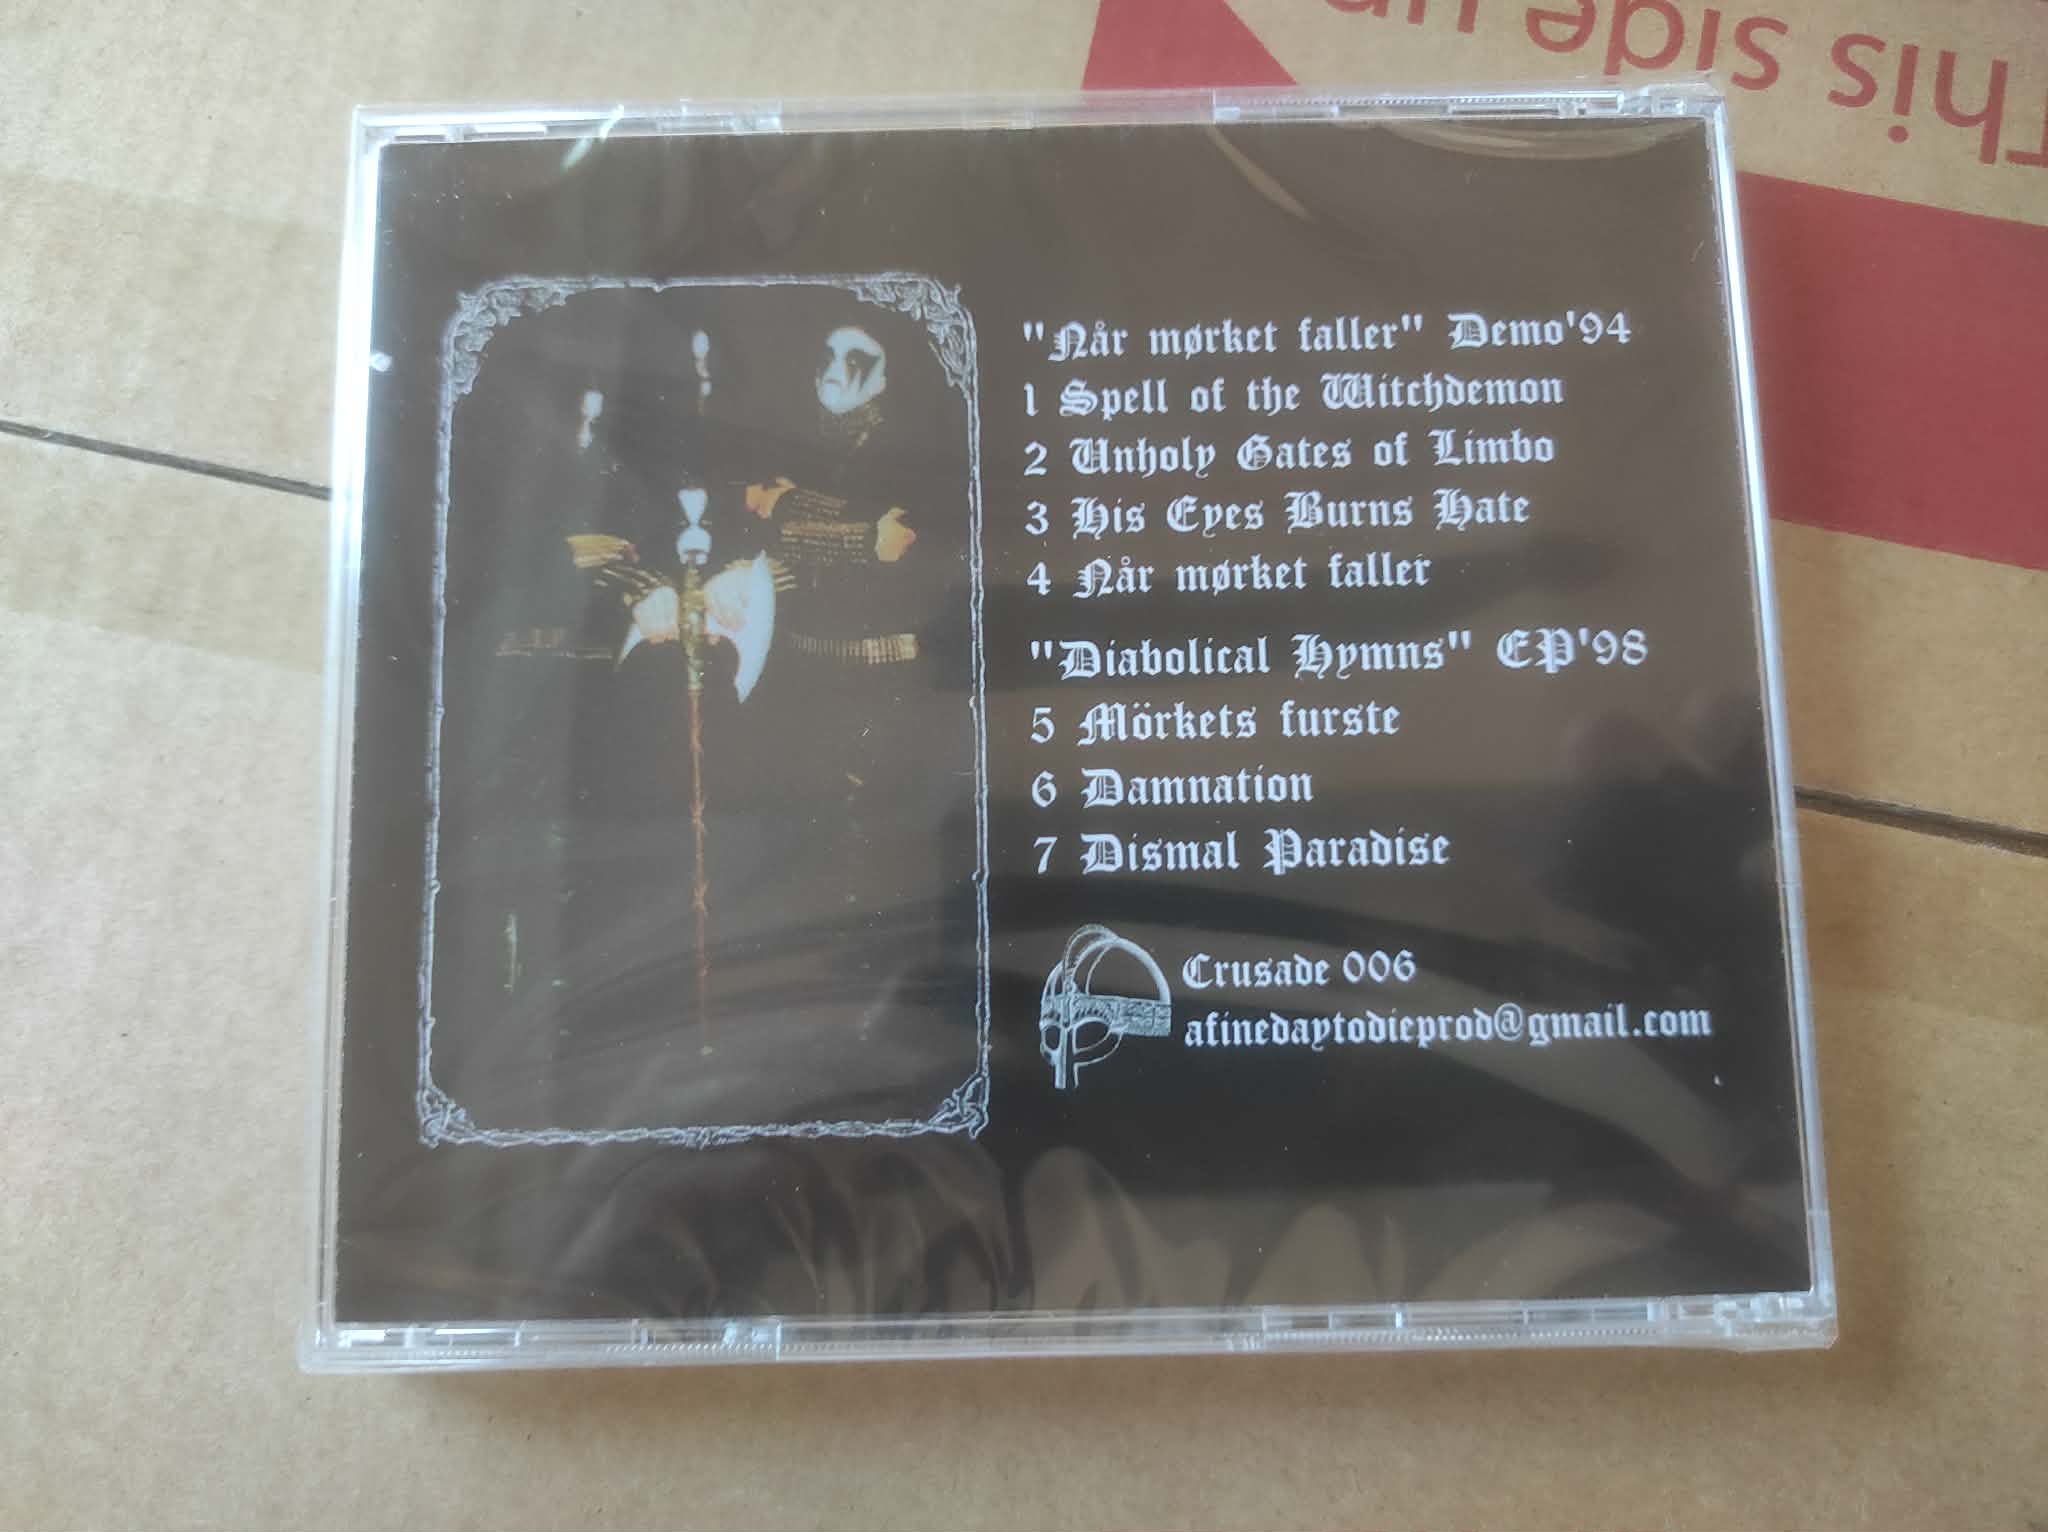 This side up
"Når mørket faller" Demo'94
1 Spell of the Witchdemon
2 Unholy Gates of Limbo
3 His Eyes Burns Hate
4 Når mørket faller
"Diabolical Hymns" EP'98
5 Mörkets furste
6 Damnation
7 Dismal Paradise
Crusade 006
afinedaytodieprod@gmail.com